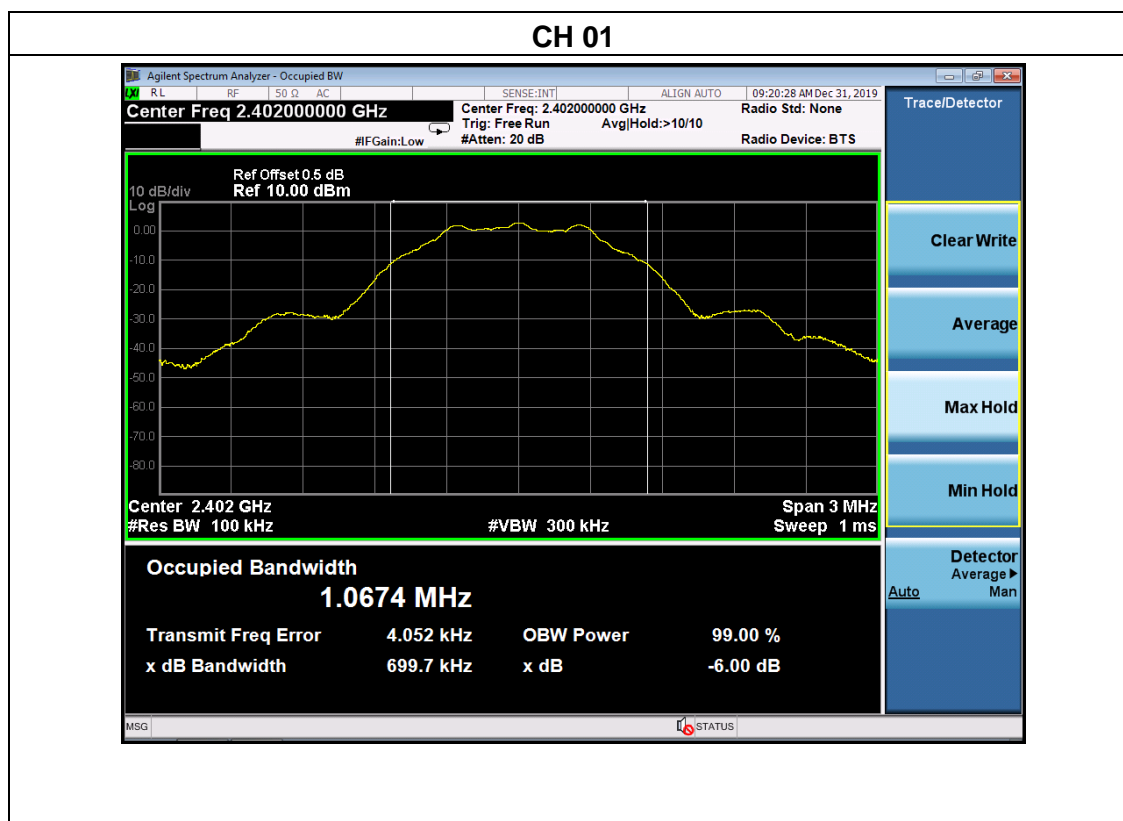 CH 01
Agilent Spectrum Analyzer - Occupied BW
LXI RL RF 50 Ω AC SENSE:INT ALIGN AUTO 09:20:28 AM Dec 31, 2019
Center Freq 2.402000000 GHz
Center Freq: 2.402000000 GHz Radio Std: None
Trig: Free Run Avg|Hold:>10/10
#IFGain:Low #Atten: 20 dB Radio Device: BTS
Trace/Detector
Ref Offset 0.5 dB
10 dB/div Ref 10.00 dBm
Log
0.00
-10.0
-20.0
-30.0
-40.0
-50.0
-60.0
-70.0
-80.0
Center 2.402 GHz Span 3 MHz
#Res BW 100 kHz #VBW 300 kHz Sweep 1 ms
Clear Write
Average
Max Hold
Min Hold
Detector
Average▶
Auto Man
Occupied Bandwidth
1.0674 MHz
Transmit Freq Error 4.052 kHz OBW Power 99.00 %
x dB Bandwidth 699.7 kHz x dB -6.00 dB
MSG STATUS